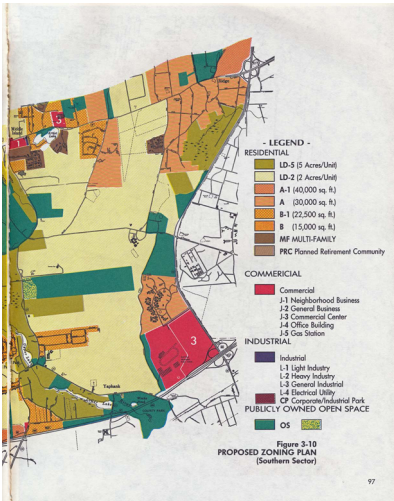 - LEGEND -
RESIDENTIAL
LD-5 (5 Acres/Unit)
LD-2 (2 Acres/Unit)
A-1 (40,000 sq. ft.)
A (30,000 sq. ft.)
B-1 (22,500 sq. ft.)
B (15,000 sq. ft.)
MF MULTI-FAMILY
PRC Planned Retirement Community
COMMERICIAL
Commercial
J-1 Neighborhood Business
J-2 General Business
J-3 Commercial Center
J-4 Office Building
J-5 Gas Station
INDUSTRIAL
Industrial
L-1 Light Industry
L-2 Heavy Industry
L-3 General Industrial
L-4 Electrical Utility
CP Corporate/Industrial Park
PUBLICLY OWNED OPEN SPACE
OS
3
Yaphank
Figure 3-10
PROPOSED ZONING PLAN
(Southern Sector)
97